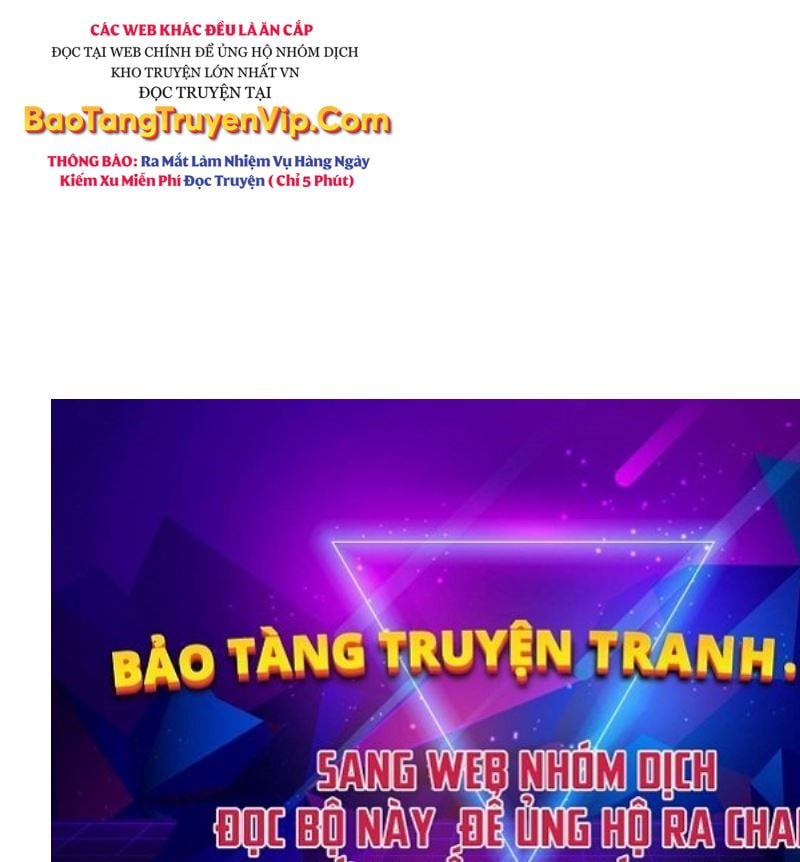 CÁC WEB KHÁC ĐỀU LÀ ĂN CẮP
ĐỌC TẠI WEB CHÍNH ĐỂ ỦNG HỘ NHÓM DỊCH
KHO TRUYỆN LỚN NHẤT VN
ĐỌC TRUYỆN TẠI
BaoTangTruyenVip.Com
THÔNG BÁO: Ra Mắt Làm Nhiệm Vụ Hàng Ngày
Kiếm Xu Miễn Phí Đọc Truyện ( Chỉ 5 Phút)
BẢO TÀNG TRUYỆN TRANH.
SANG WEB NHÓM DỊCH
ĐỌC BỘ NÀY ĐỂ ỦNG HỘ RA